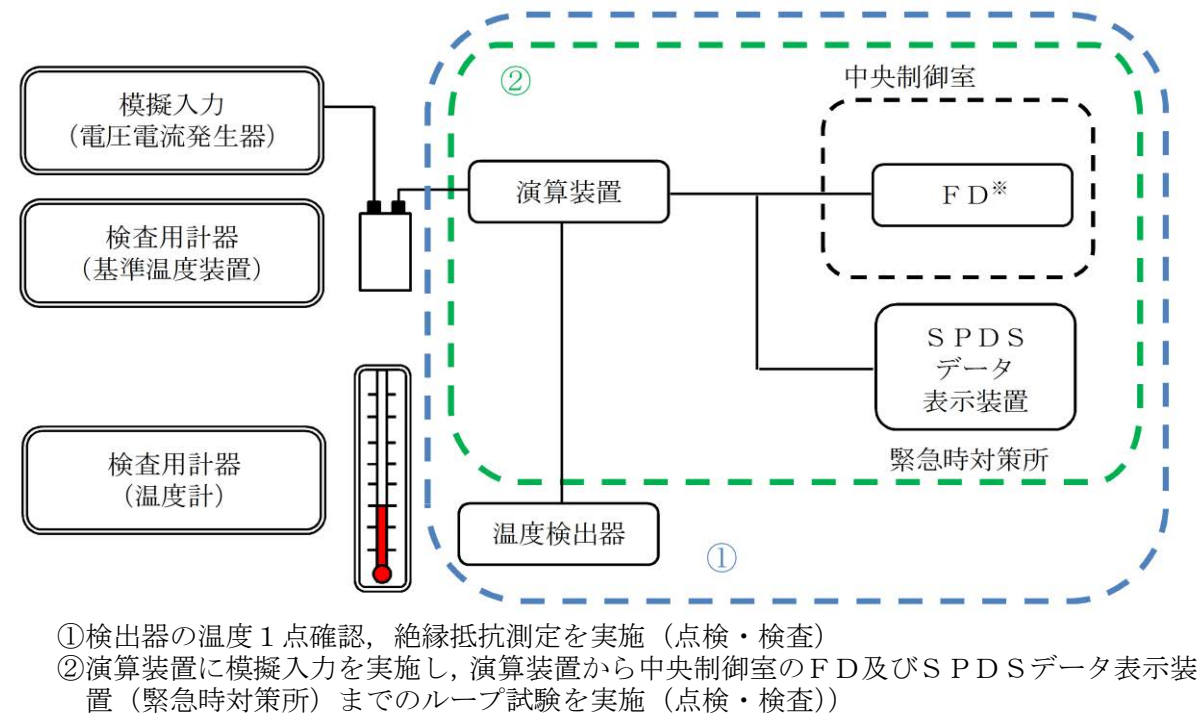 ②
中央制御室
模擬入力
（電圧電流発生器）
演算装置
ＦＤ※
検査用計器
（基準温度装置）
ＳＰＤＳ
データ
表示装置
緊急時対策所
検査用計器
（温度計）
温度検出器
①
①検出器の温度１点確認，絶縁抵抗測定を実施（点検・検査）
②演算装置に模擬入力を実施し，演算装置から中央制御室のＦＤ及びＳＰＤＳデータ表示装
置（緊急時対策所）までのループ試験を実施（点検・検査））